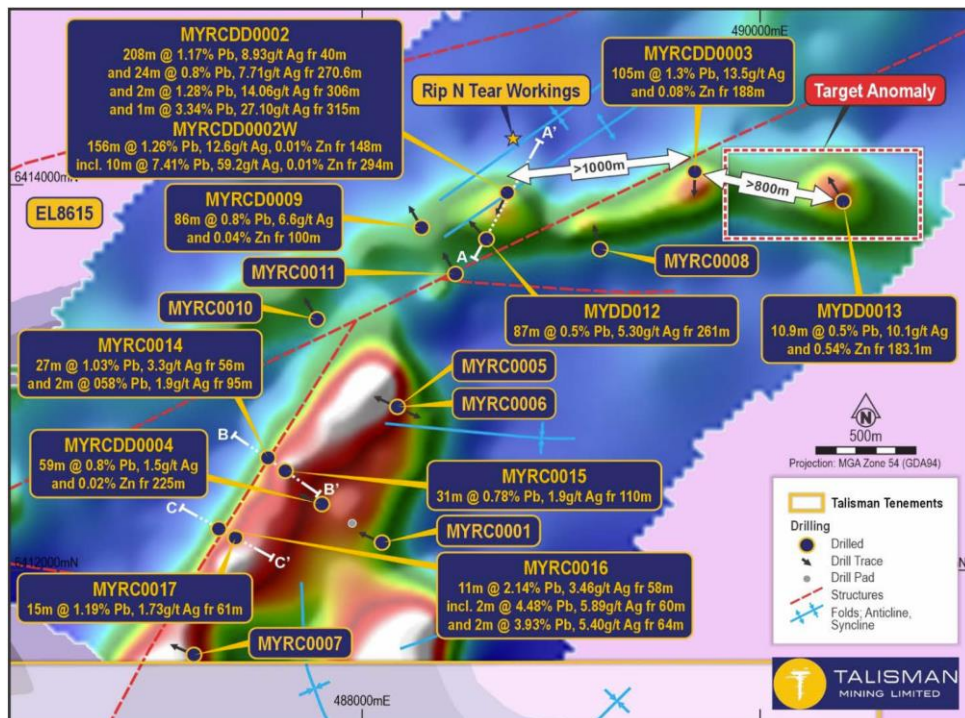 490000mE
MYRCDD0002
208m @ 1.17% Pb, 8.93g/t Ag fr 40m
and 24m @ 0.8% Pb, 7.71g/t Ag fr 270.6m
and 2m @ 1.28% Pb, 14.06g/t Ag fr 306m
and 1m @ 3.34% Pb, 27.10g/t Ag fr 315m
MYRCDD0002W
156m @ 1.26% Pb, 12.6g/t Ag, 0.01% Zn fr 148m
incl. 10m @ 7.41% Pb, 59.2g/t Ag, 0.01% Zn fr 294m
MYRCDD0003
105m @ 1.3% Pb, 13.5g/t Ag
and 0.08% Zn fr 188m
Rip N Tear Workings
Target Anomaly
A'
>1000m
>800m
6414000mN
EL8615
MYRCDD009
86m @ 0.8% Pb, 6.6g/t Ag
and 0.04% Zn fr 100m
A
MYRC0008
MYRC0011
MYRC0010
MYDD012
87m @ 0.5% Pb, 5.30g/t Ag fr 261m
MYDD0013
10.9m @ 0.5% Pb, 10.1g/t Ag
and 0.54% Zn fr 183.1m
MYRC0014
27m @ 1.03% Pb, 3.3g/t Ag fr 56m
and 2m @ 058% Pb, 1.9g/t Ag fr 95m
MYRC0005
MYRC0006
N
500m
Projection: MGA Zone 54 (GDA94)
B
MYRCDD0004
59m @ 0.8% Pb, 1.5g/t Ag
and 0.02% Zn fr 225m
MYRC0015
31m @ 0.78% Pb, 1.9g/t Ag fr 110m
B'
C
MYRC0001
C'
6412000mN
MYRC0017
15m @ 1.19% Pb, 1.73g/t Ag fr 61m
MYRC0016
11m @ 2.14% Pb, 3.46g/t Ag fr 58m
incl. 2m @ 4.48% Pb, 5.89g/t Ag fr 60m
and 2m @ 3.93% Pb, 5.40g/t Ag fr 64m
MYRC0007
Talisman Tenements
Drilling
Drilled
Drill Trace
Drill Pad
Structures
Folds; Anticline,
Syncline
488000mE
TALISMAN
MINING LIMITED